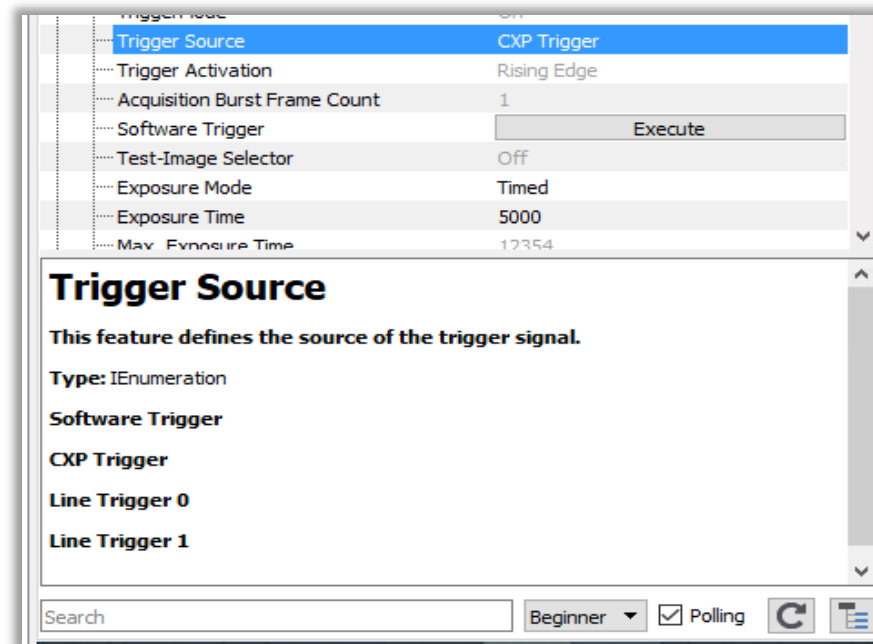 Trigger Source CXP Trigger
Trigger Activation Rising Edge
Acquisition Burst Frame Count 1
Software Trigger Execute
Test-Image Selector Off
Exposure Mode Timed
Exposure Time 5000
Max. Exposure Time 12354
Trigger Source
This feature defines the source of the trigger signal.
Type: IEnumeration
Software Trigger
CXP Trigger
Line Trigger 0
Line Trigger 1
Search Beginner Polling